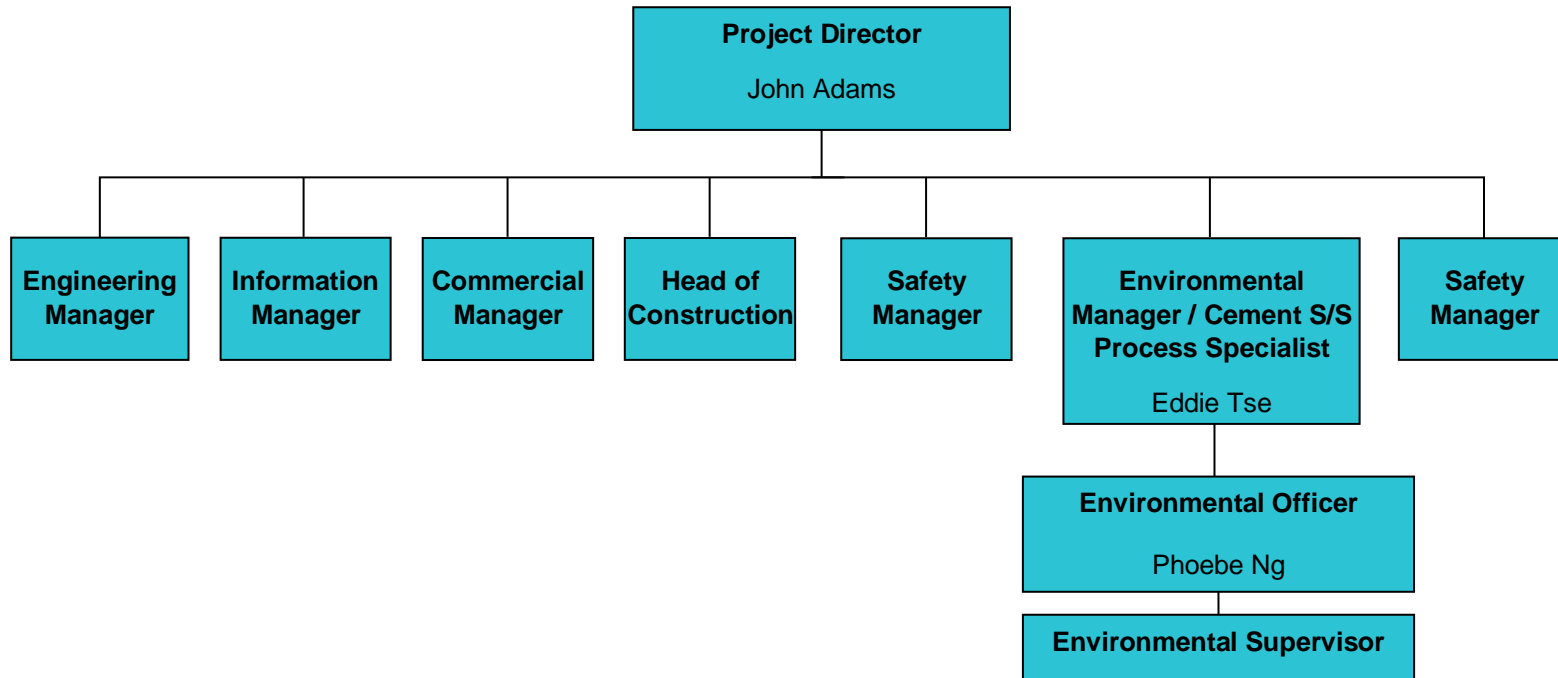 Project Director
John Adams
Engineering
Manager
Information
Manager
Commercial
Manager
Head of
Construction
Safety
Manager
Environmental
Manager / Cement S/S
Process Specialist
Eddie Tse
Safety
Manager
Environmental Officer
Phoebe Ng
Environmental Supervisor